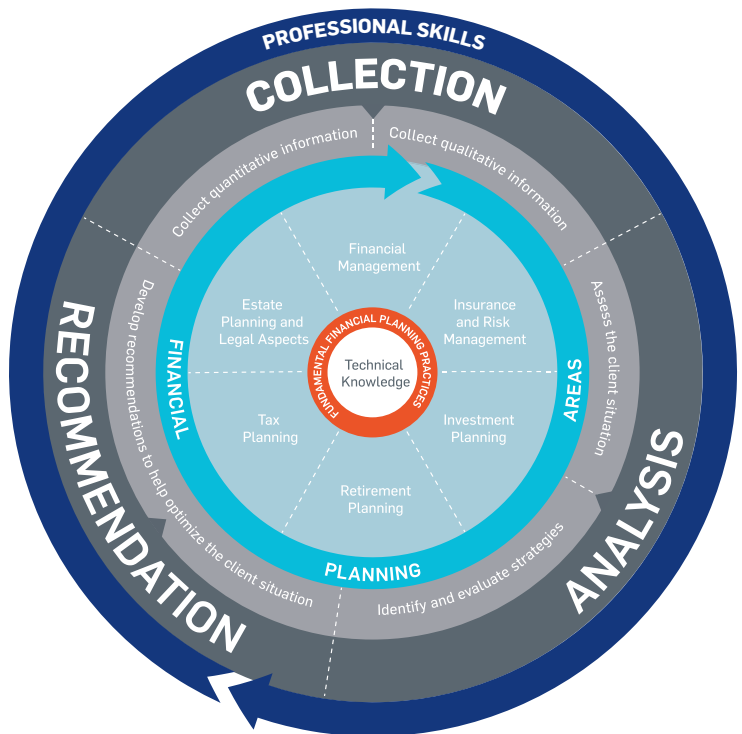 PROFESSIONAL SKILLS
COLLECTION
Collect quantitative information
Collect qualitative information
Assess the client situation
ANALYSIS
Identify and evaluate strategies
Develop recommendations to help optimize the client situation
RECOMMENDATION
FINANCIAL
PLANNING
AREAS
Financial
Management
Insurance
and Risk
Management
Investment
Planning
Retirement
Planning
Tax
Planning
Estate
Planning and
Legal Aspects
FUNDAMENTAL FINANCIAL PLANNING PRACTICES
Technical
Knowledge